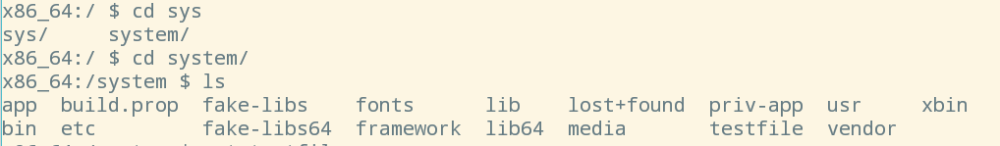 x86_64:/ $ cd sys
sys/     system/
x86_64:/ $ cd system/
x86_64:/system $ ls
app  build.prop  fake-libs    fonts      lib    lost+found  priv-app  usr     xbin
bin  etc         fake-libs64  framework  lib64  media       testfile  vendor